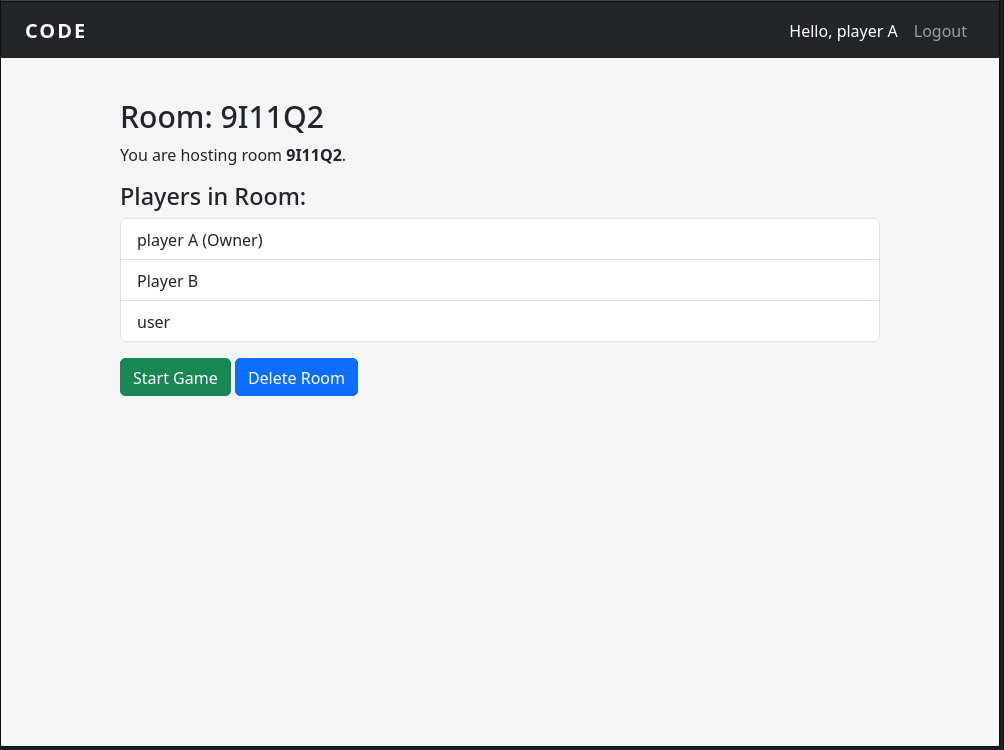 CODE
Hello, player A Logout
Room: 9I11Q2
You are hosting room 9I11Q2.
Players in Room:
player A (Owner)
Player B
user
Start Game Delete Room